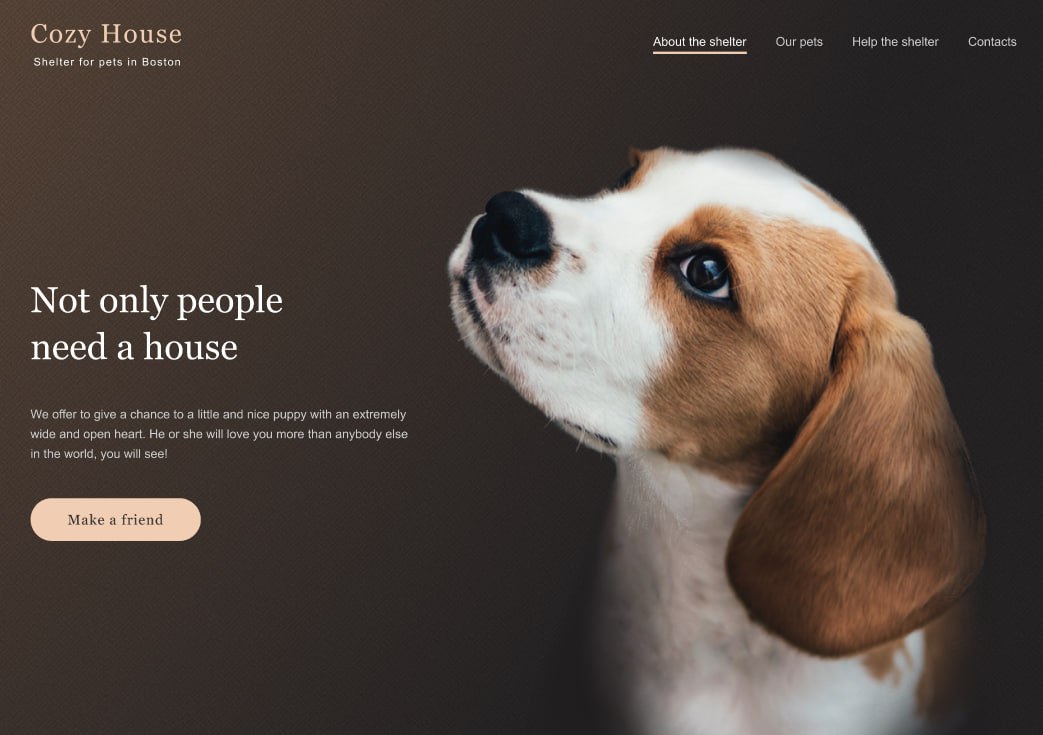 Cozy House
Shelter for pets in Boston
About the shelter
Our pets
Help the shelter
Contacts
Not only people
need a house
We offer to give a chance to a little and nice puppy with an extremely
wide and open heart. He or she will love you more than anybody else
in the world, you will see!
Make a friend